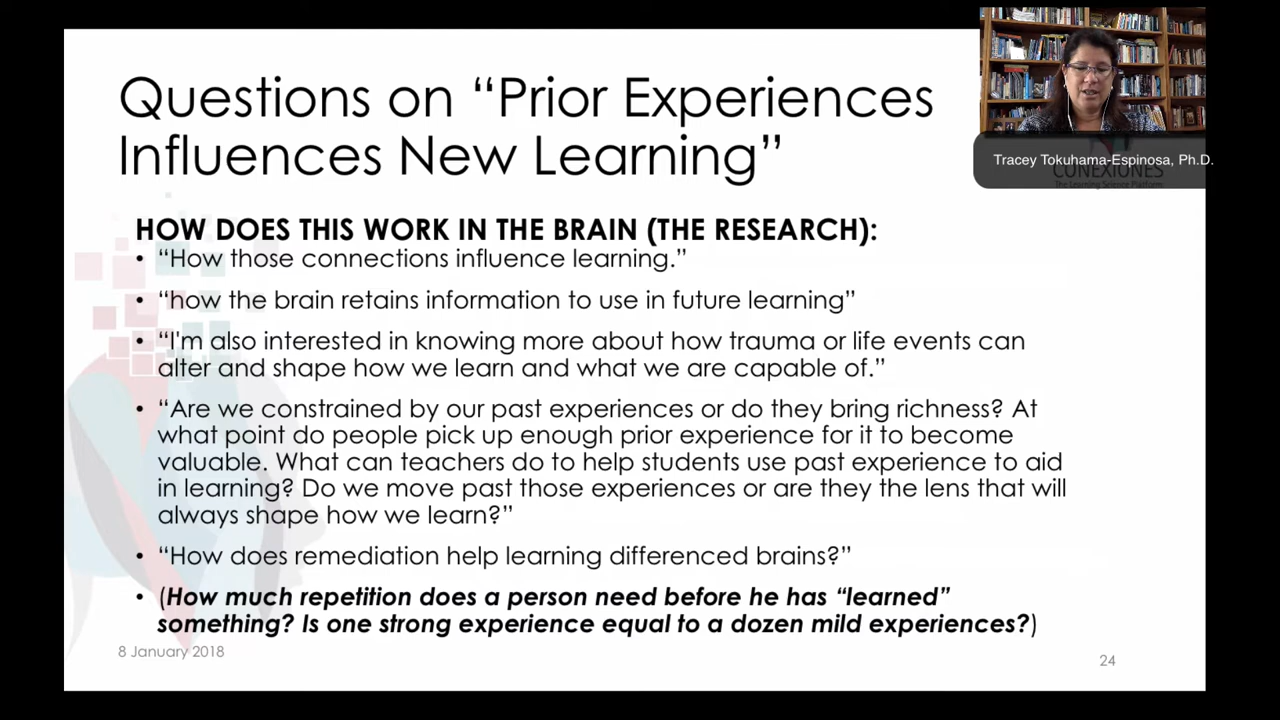 Questions on “Prior Experiences
Influences New Learning”
Tracey Tokuhama-Espinosa, Ph.D.
CONEXIONES
The Learning Science Platform
HOW DOES THIS WORK IN THE BRAIN (THE RESEARCH):
• “How those connections influence learning.”
• “how the brain retains information to use in future learning”
• “I'm also interested in knowing more about how trauma or life events can
alter and shape how we learn and what we are capable of.”
• “Are we constrained by our past experiences or do they bring richness? At
what point do people pick up enough prior experience for it to become
valuable. What can teachers do to help students use past experience to aid
in learning? Do we move past those experiences or are they the lens that will
always shape how we learn?”
• “How does remediation help learning differenced brains?”
• (How much repetition does a person need before he has “learned”
something? Is one strong experience equal to a dozen mild experiences?)
8 January 2018
24